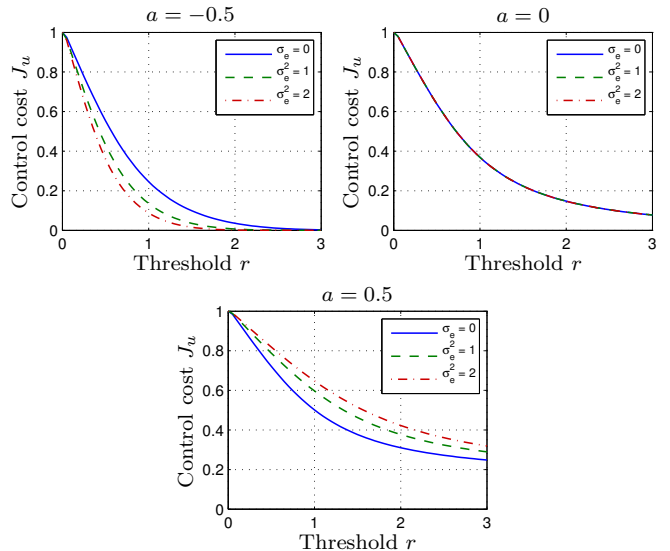 a = −0.5
Control cost J_u
1
0.8
0.6
0.4
0.2
0
0 1 2 3
Threshold r
σ_e = 0
σ_e^2 = 1
σ_e^2 = 2
a = 0
Control cost J_u
1
0.8
0.6
0.4
0.2
0
0 1 2 3
Threshold r
σ_e = 0
σ_e^2 = 1
σ_e^2 = 2
a = 0.5
Control cost J_u
1
0.8
0.6
0.4
0.2
0
0 1 2 3
Threshold r
σ_e = 0
σ_e^2 = 1
σ_e^2 = 2